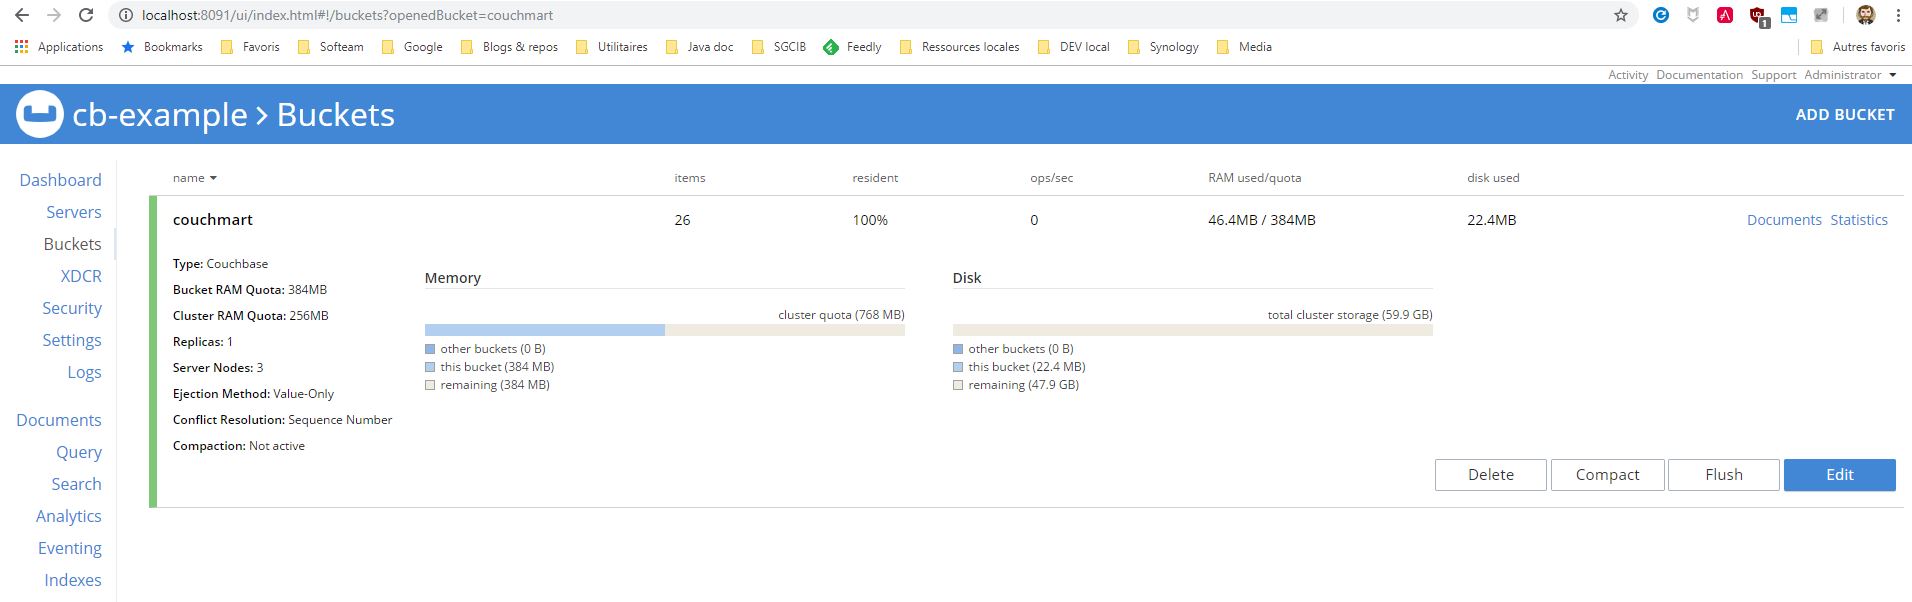 localhost:8091/ui/index.html#!/buckets?openedBucket=couchmart
1
Applications Bookmarks Favoris Softeam Google Blogs & repos Utilitaires Java doc SGCIB Feedly Ressources locales DEV local Synology Media Autres favoris
Activity Documentation Support Administrator
cb-example > Buckets ADD BUCKET
Dashboard
Servers
Buckets
XDCR
Security
Settings
Logs
Documents
Query
Search
Analytics
Eventing
Indexes
name items resident ops/sec RAM used/quota disk used
couchmart 26 100% 0 46.4MB / 384MB 22.4MB Documents Statistics
Type: Couchbase
Bucket RAM Quota: 384MB
Cluster RAM Quota: 256MB
Replicas: 1
Server Nodes: 3
Ejection Method: Value-Only
Conflict Resolution: Sequence Number
Compaction: Not active
Memory
cluster quota (768 MB)
other buckets (0 B)
this bucket (384 MB)
remaining (384 MB)
Disk
total cluster storage (59.9 GB)
other buckets (0 B)
this bucket (22.4 MB)
remaining (47.9 GB)
Delete Compact Flush Edit